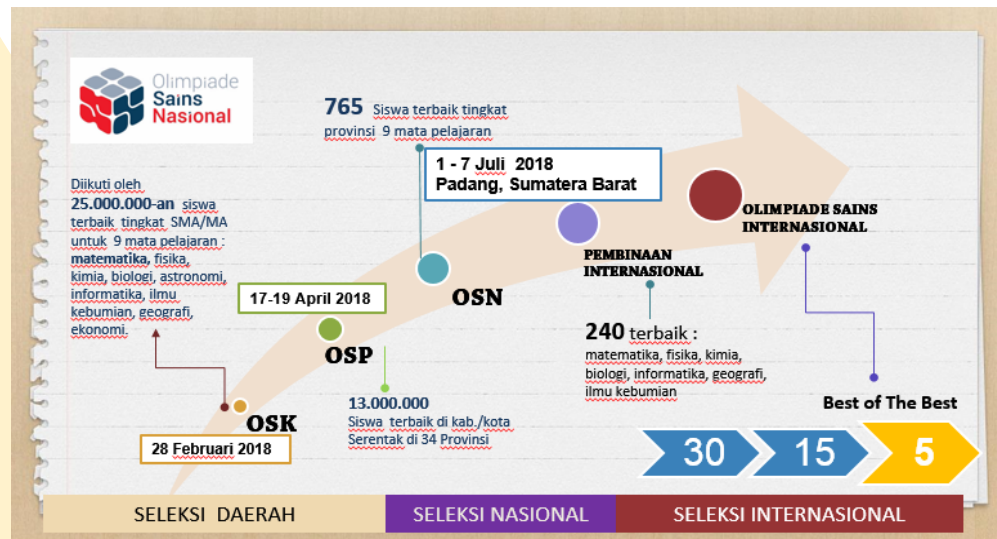 Olimpiade
Sains
Nasional
765 Siswa terbaik tingkat
provinsi 9 mata pelajaran
1 - 7 Juli 2018
Padang, Sumatera Barat
Diikuti oleh
25.000.000-an siswa
terbaik tingkat SMA/MA
untuk 9 mata pelajaran :
matematika, fisika,
kimia, biologi, astronomi,
informatika, ilmu
kebumian, geografi,
ekonomi.
17-19 April 2018
OSN
OSP
OSK
28 Februari 2018
13.000.000
Siswa terbaik di kab./kota
Serentak di 34 Provinsi
PEMBINAAN
INTERNASIONAL
240 terbaik :
matematika, fisika, kimia,
biologi, informatika, geografi,
ilmu kebumian
OLIMPIADE SAINS
INTERNASIONAL
Best of The Best
30 15 5
SELEKSI DAERAH
SELEKSI NASIONAL
SELEKSI INTERNASIONAL